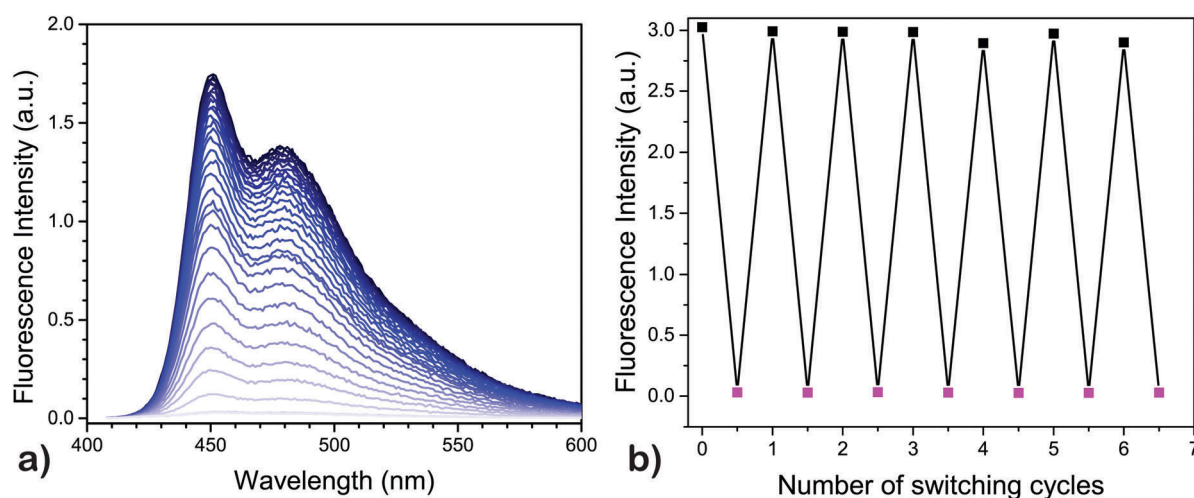 2.0
1.5
1.0
0.5
0.0
Fluorescence Intensity (a.u.)
400 450 500 550 600
Wavelength (nm)
a)
3.0
2.5
2.0
1.5
1.0
0.5
0.0
Fluorescence Intensity (a.u.)
0 1 2 3 4 5 6 7
Number of switching cycles
b)